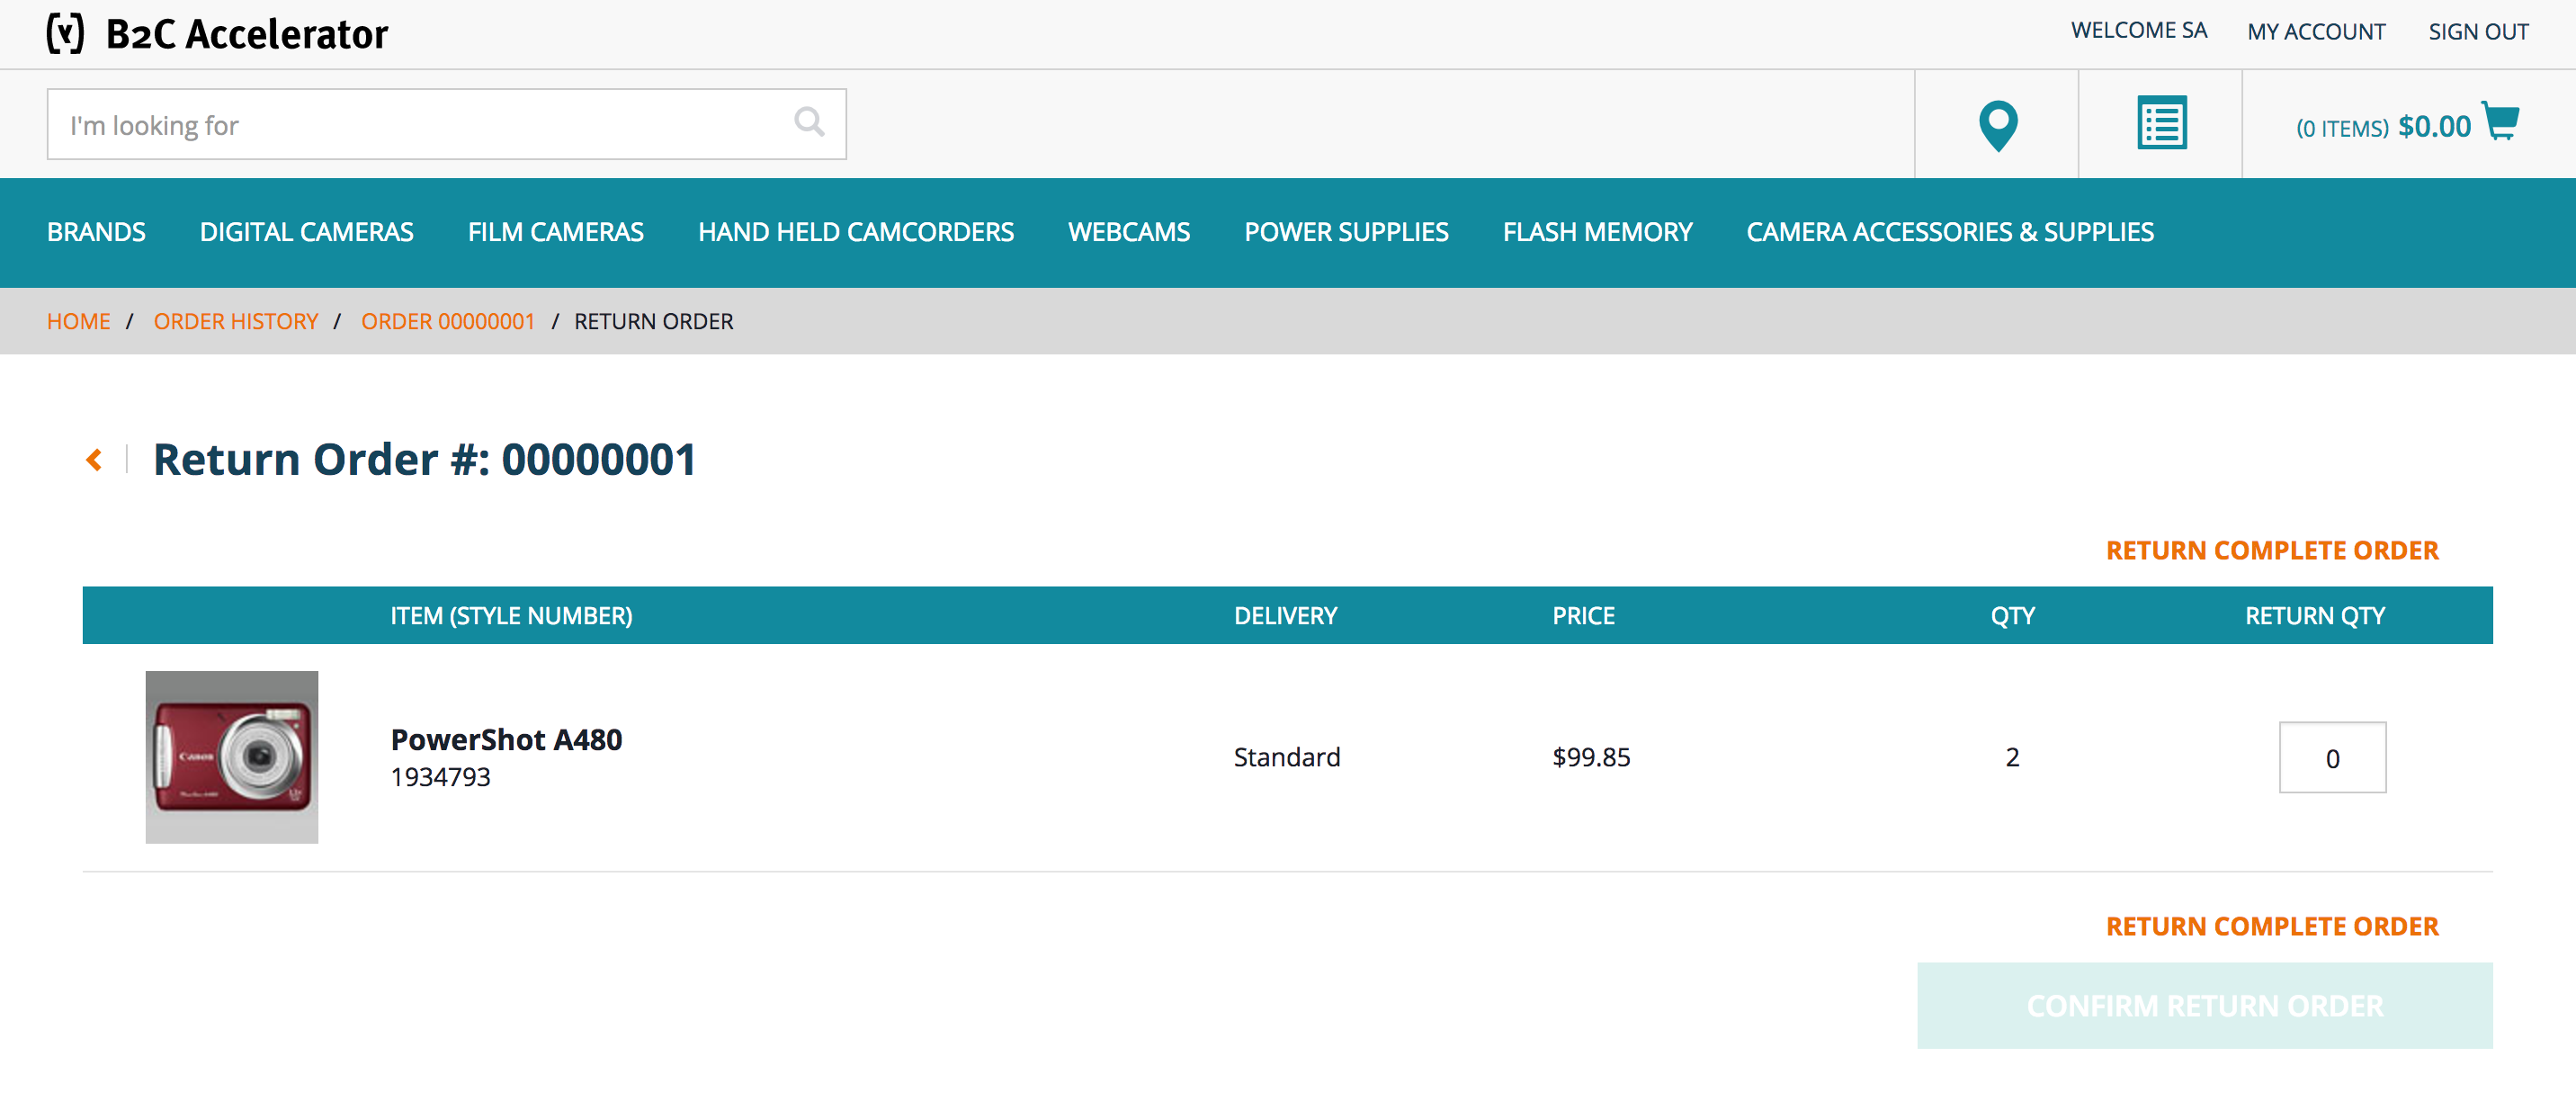 (y) B2C Accelerator
WELCOME SA MY ACCOUNT SIGN OUT
I'm looking for
(0 ITEMS) $0.00
BRANDS DIGITAL CAMERAS FILM CAMERAS HAND HELD CAMCORDERS WEBCAMS POWER SUPPLIES FLASH MEMORY CAMERA ACCESSORIES & SUPPLIES
HOME / ORDER HISTORY / ORDER 00000001 / RETURN ORDER
Return Order #: 00000001
RETURN COMPLETE ORDER
ITEM (STYLE NUMBER) DELIVERY PRICE QTY RETURN QTY
Canon
PowerShot A480
1934793
Standard $99.85 2 0
RETURN COMPLETE ORDER
CONFIRM RETURN ORDER